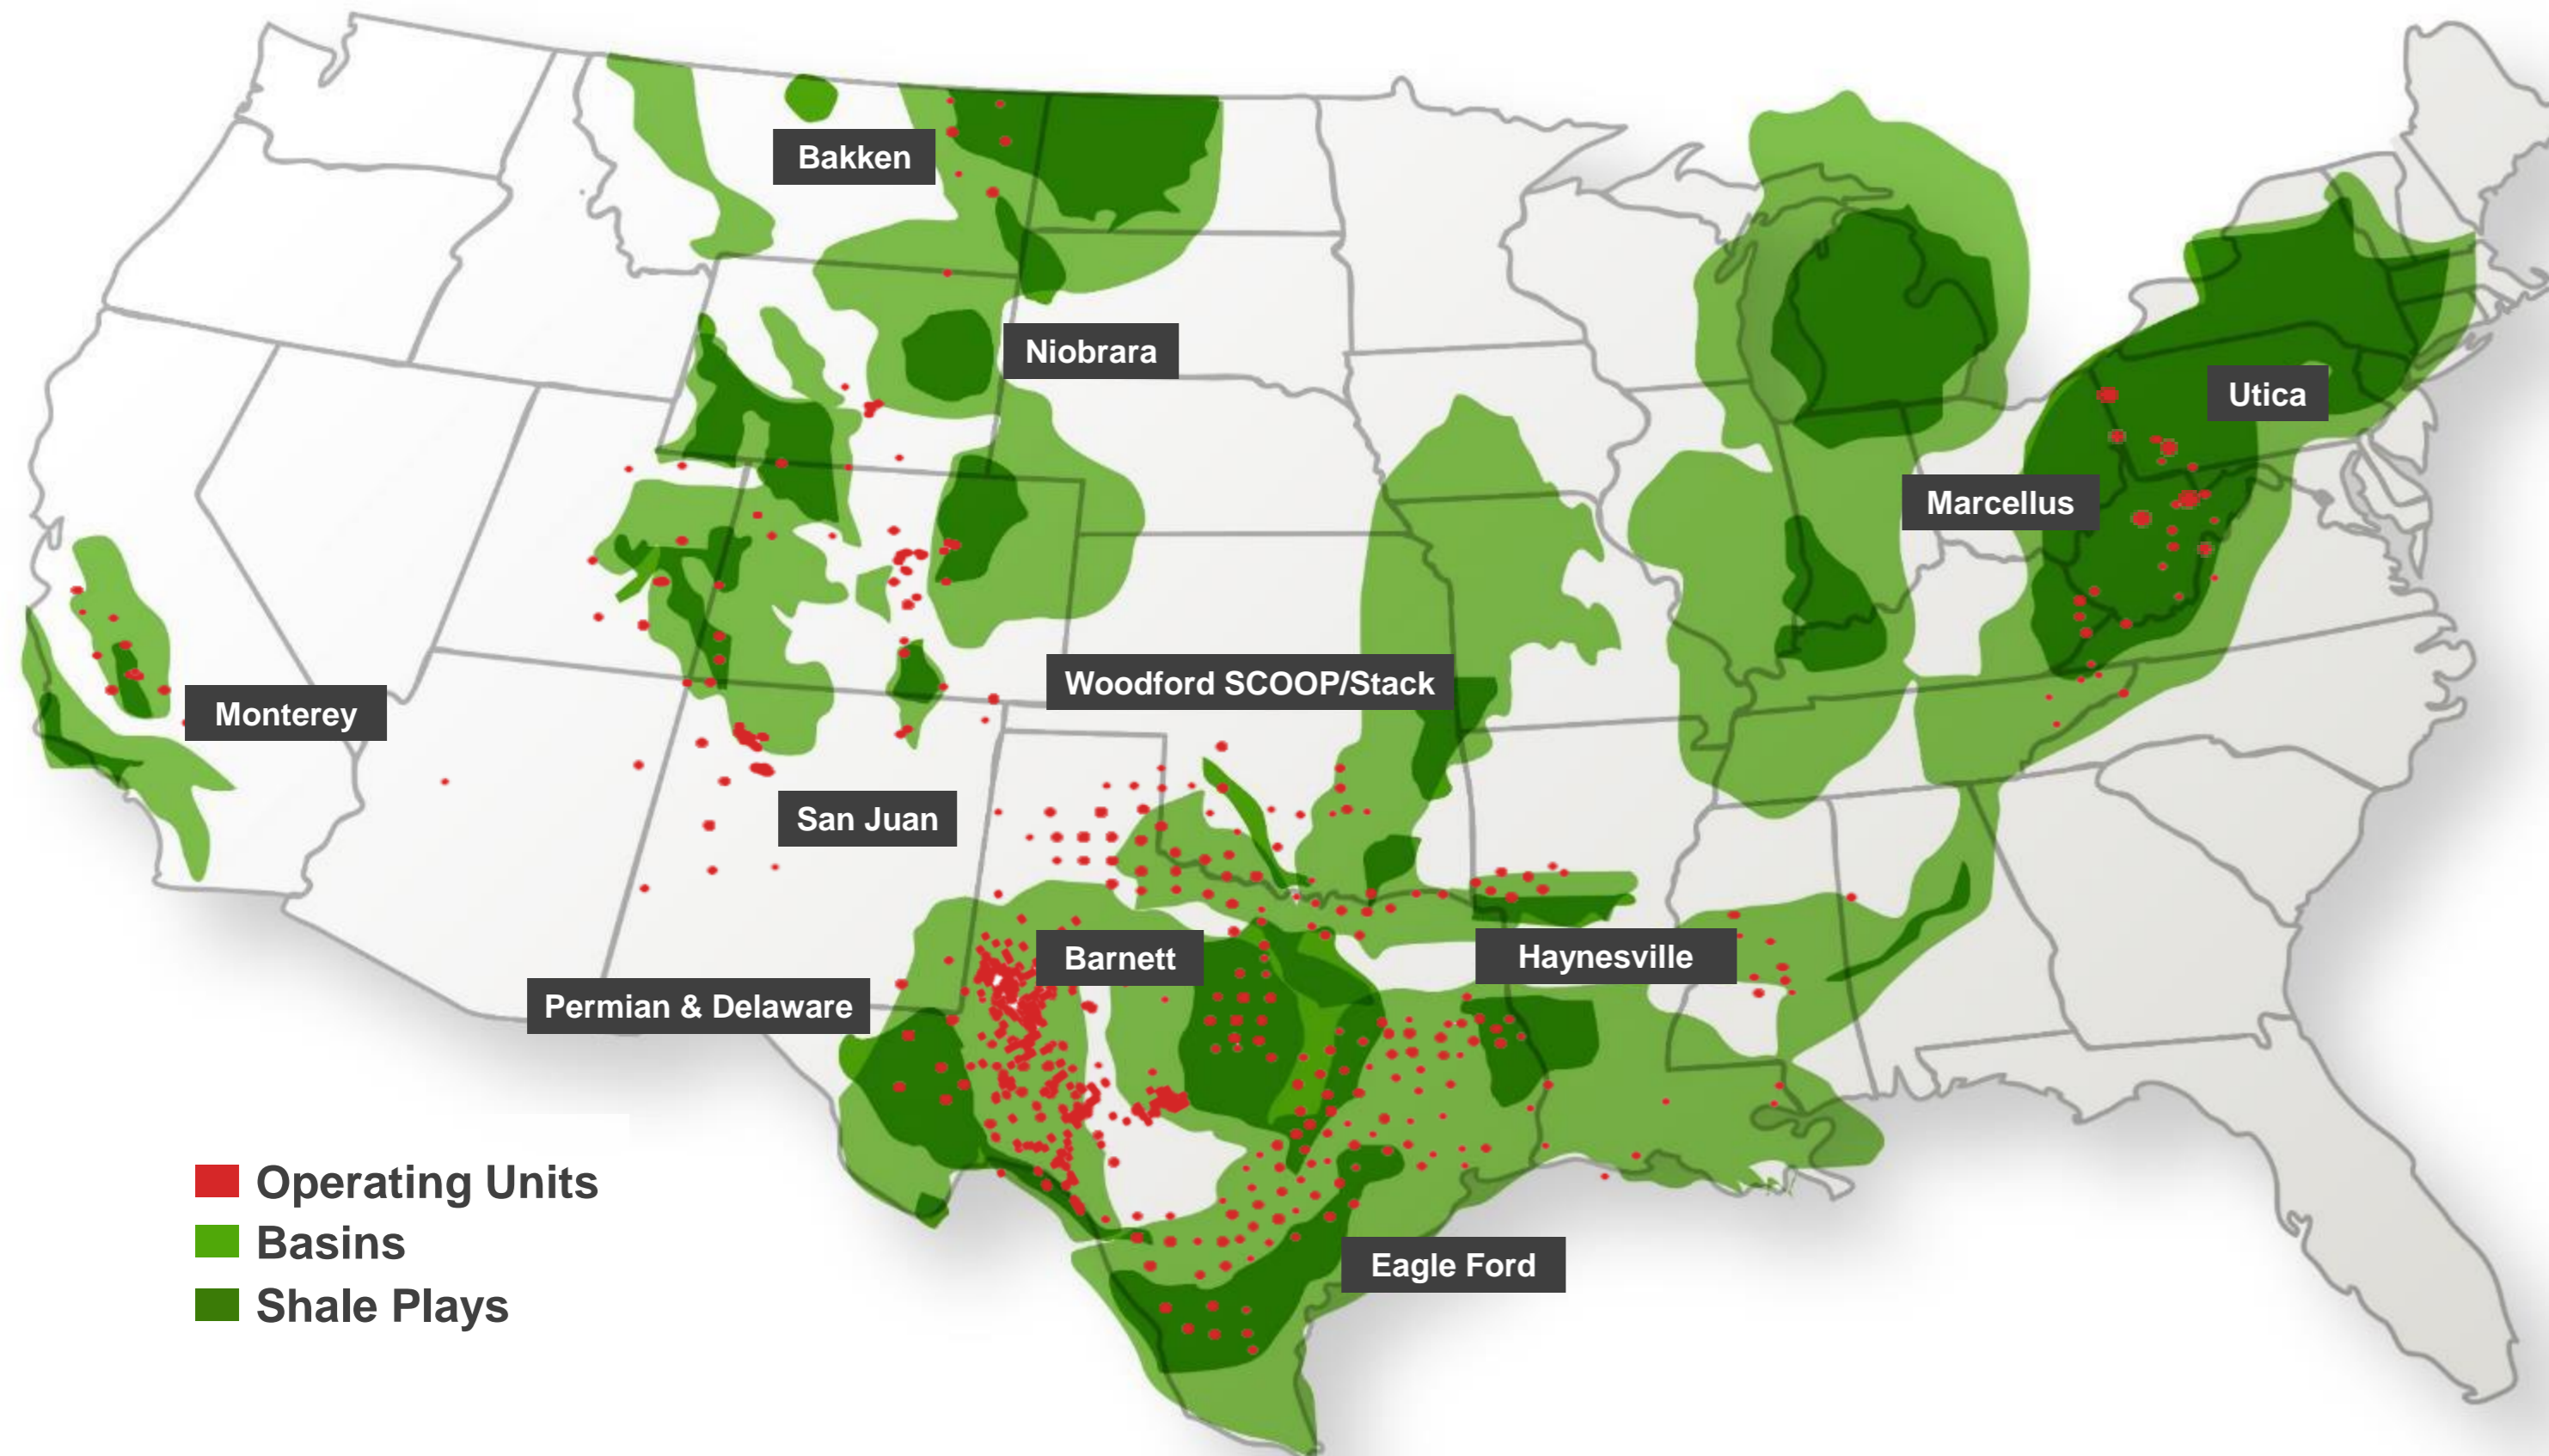 Bakken
Niobrara
Utica
Marcellus
Woodford SCOOP/Stack
Monterey
San Juan
Barnett
Haynesville
Permian & Delaware
Eagle Ford
Operating Units
Basins
Shale Plays